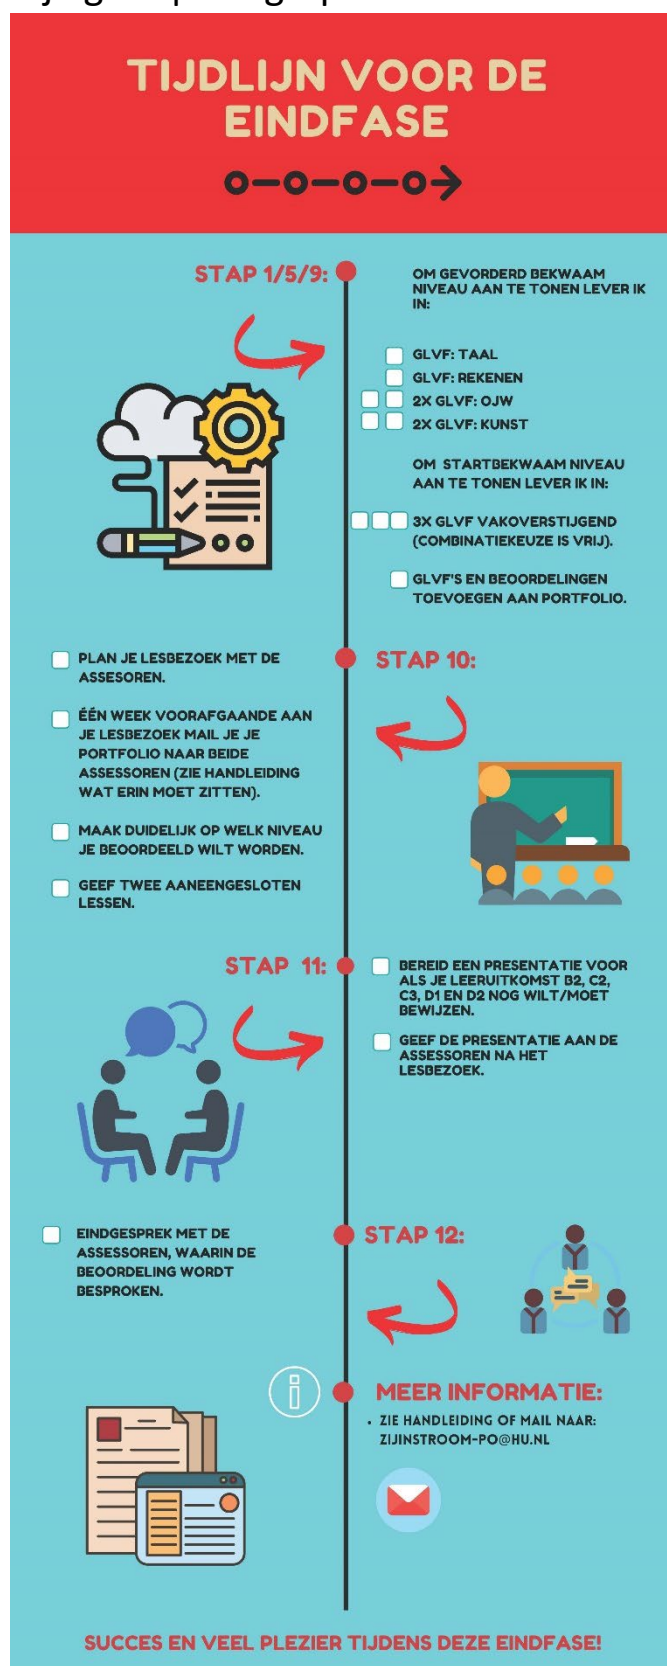 TIJDLIJN VOOR DE
EINDFASE
STAP 1/5/9:
OM GEVORDERD BEKWAAM
NIVEAU AAN TE TONEN LEVER IK
IN:
GLVF: TAAL
GLVF: REKENEN
2X GLVF: OJW
2X GLVF: KUNST
OM STARTBEKWAAM NIVEAU
AAN TE TONEN LEVER IK IN:
3X GLVF VAKOVERSTIJGEND
(COMBINATIEKEUZE IS VRIJ).
GLVF'S EN BEOORDELINGEN
TOEVOEGEN AAN PORTFOLIO.
STAP 10:
PLAN JE LESBEZOEK MET DE
ASSESOREN.
ÉÉN WEEK VOORAFGAANDE AAN
JE LESBEZOEK MAIL JE JE
PORTFOLIO NAAR BEIDE
ASSESSOREN (ZIE HANDLEIDING
WAT ERIN MOET ZITTEN).
MAAK DUIDELIJK OP WELK NIVEAU
JE BEOORDEELD WILT WORDEN.
GEEF TWEE AANEENGESLOTEN
LESSEN.
STAP 11:
BEREID EEN PRESENTATIE VOOR
ALS JE LEERUITKOMST B2, C2,
C3, D1 EN D2 NOG WILT/MOET
BEWIJZEN.
GEEF DE PRESENTATIE AAN DE
ASSESSOREN NA HET
LESBEZOEK.
STAP 12:
EINDGESPREK MET DE
ASSESSOREN, WAARIN DE
BEOORDELING WORDT
BESPROKEN.
MEER INFORMATIE:
• ZIE HANDLEIDING OF MAIL NAAR:
ZIJINSTROOM-PO@HU.NL
SUCCES EN VEEL PLEZIER TIJDENS DEZE EINDFASE!